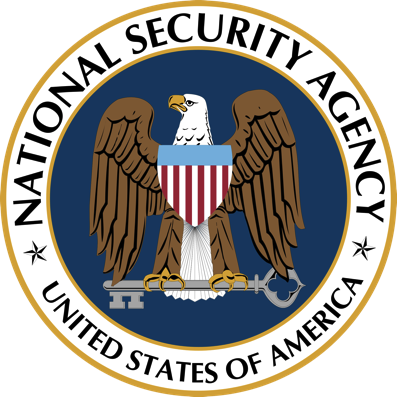 NATIONAL SECURITY AGENCY
UNITED STATES OF AMERICA